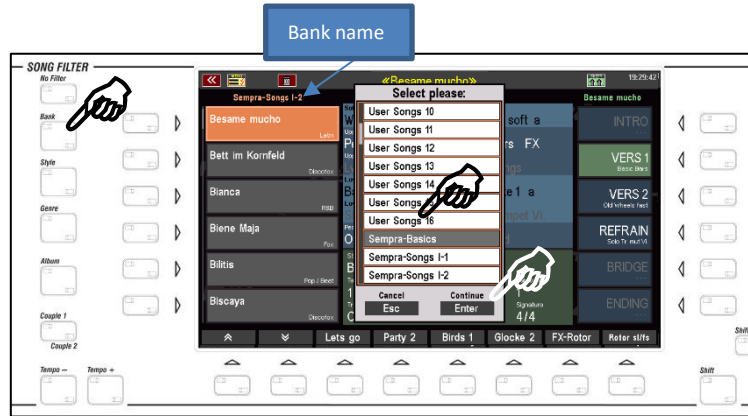 Bank name
SONG FILTER
No Filter
Bank
Style
Genre
Album
Couple 1
Couple 2
Tempo – Tempo +
«Besame mucho»
19:29:42
Sempra-Songs I-2
Besame mucho
Besame mucho
Latin
Bett im Kornfeld
Discofox
Bianca
R&B
Biene Maja
Fox
Bilitis
Pop / Beat
Biscaya
Discofox
Select please:
User Songs 10
User Songs 11
User Songs 12
User Songs 13
User Songs 14
User Songs
User Songs 16
Sempra-Basics
Sempra-Songs I-1
Sempra-Songs I-2
Cancel Continue
Esc Enter
soft a
rs FX
ngs
e 1 a
mpet Vi
Signature
4/4
INTRO
VERS 1
Basic Bars
VERS 2
Old Wheels fast
REFRAIN
Solo Tr. mut Vi
BRIDGE
ENDING
Lets go Party 2 Birds 1 Glocke 2 FX-Rotor Rotor sl/fs
Shift
Shift